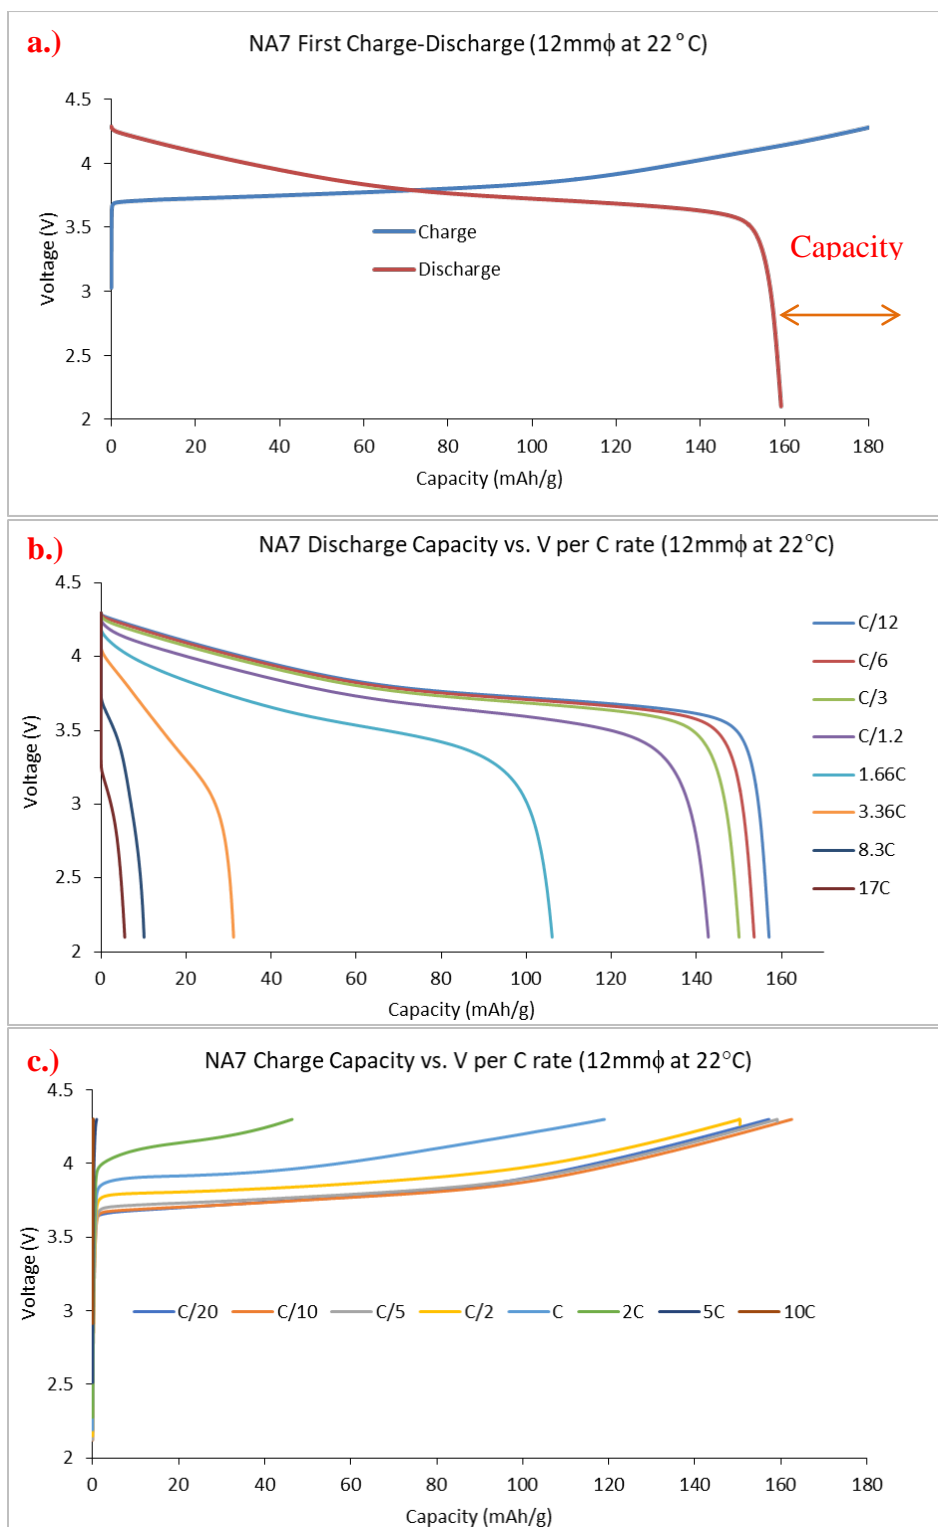 a.)
NA7 First Charge-Discharge (12mmϕ at 22°C)
4.5
4
3.5
3
2.5
2
Voltage (V)
Charge
Discharge
Capacity
0 20 40 60 80 100 120 140 160 180
Capacity (mAh/g)
b.)
NA7 Discharge Capacity vs. V per C rate (12mmϕ at 22°C)
4.5
4
3.5
3
2.5
2
Voltage (V)
C/12
C/6
C/3
C/1.2
1.66C
3.36C
8.3C
17C
0 20 40 60 80 100 120 140 160
Capacity (mAh/g)
c.)
NA7 Charge Capacity vs. V per C rate (12mmϕ at 22°C)
4.5
4
3.5
3
2.5
2
Voltage (V)
C/20 C/10 C/5 C/2 C 2C 5C 10C
0 20 40 60 80 100 120 140 160
Capacity (mAh/g)